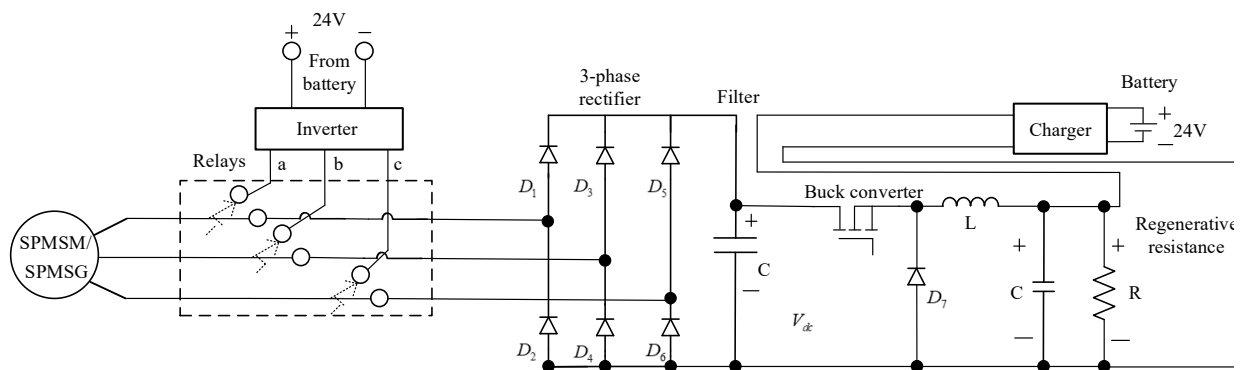 24V
+ −
From
battery
Inverter
a b c
Relays
SPMSM/
SPMSG
3-phase
rectifier
D1 D3 D5
D2 D4 D6
Filter
+
C
−
Vdc
Buck converter
D7
L
+
C
−
Regenerative
resistance
+
R
−
Charger
Battery
+
24V
−